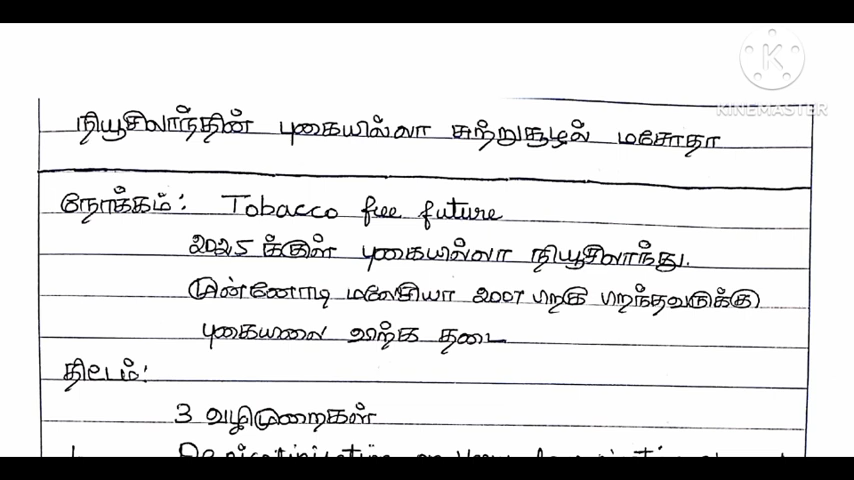 KINEMASTER
நியூசிலாந்தின் புகையில்லா சுற்றுசூழல் மசோதா
நோக்கம்: Tobacco free future
2025 க்குள் புகையில்லா நியூசிலாந்து.
முன்னோடி மலேசியா 2007 பிறகு பிறந்தவருக்கு
புகையிலை விற்க தடை
திட்டம்:
3 வழிமுறைகள்